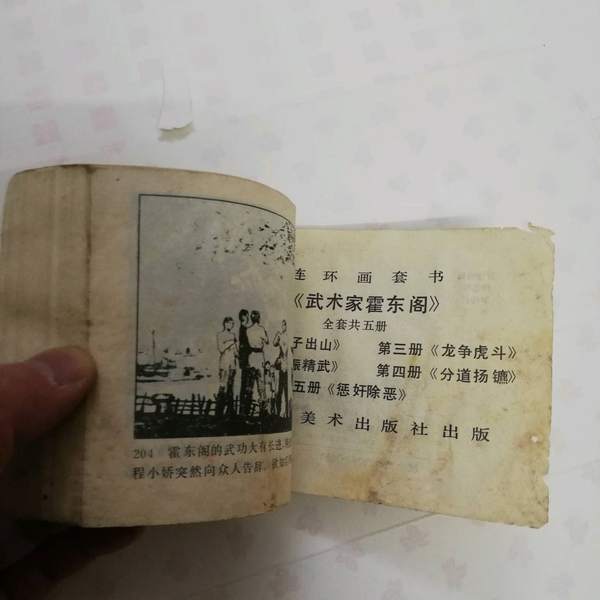 204 霍东阁的武功大有长进,
程小娇突然向众人告辞。欲知
连环画套书
《武术家霍东阁》
全套共五册
子出山》 第三册《龙争虎斗》
振精武》 第四册《分道扬镳》
五册《惩奸除恶》
美术出版社出版